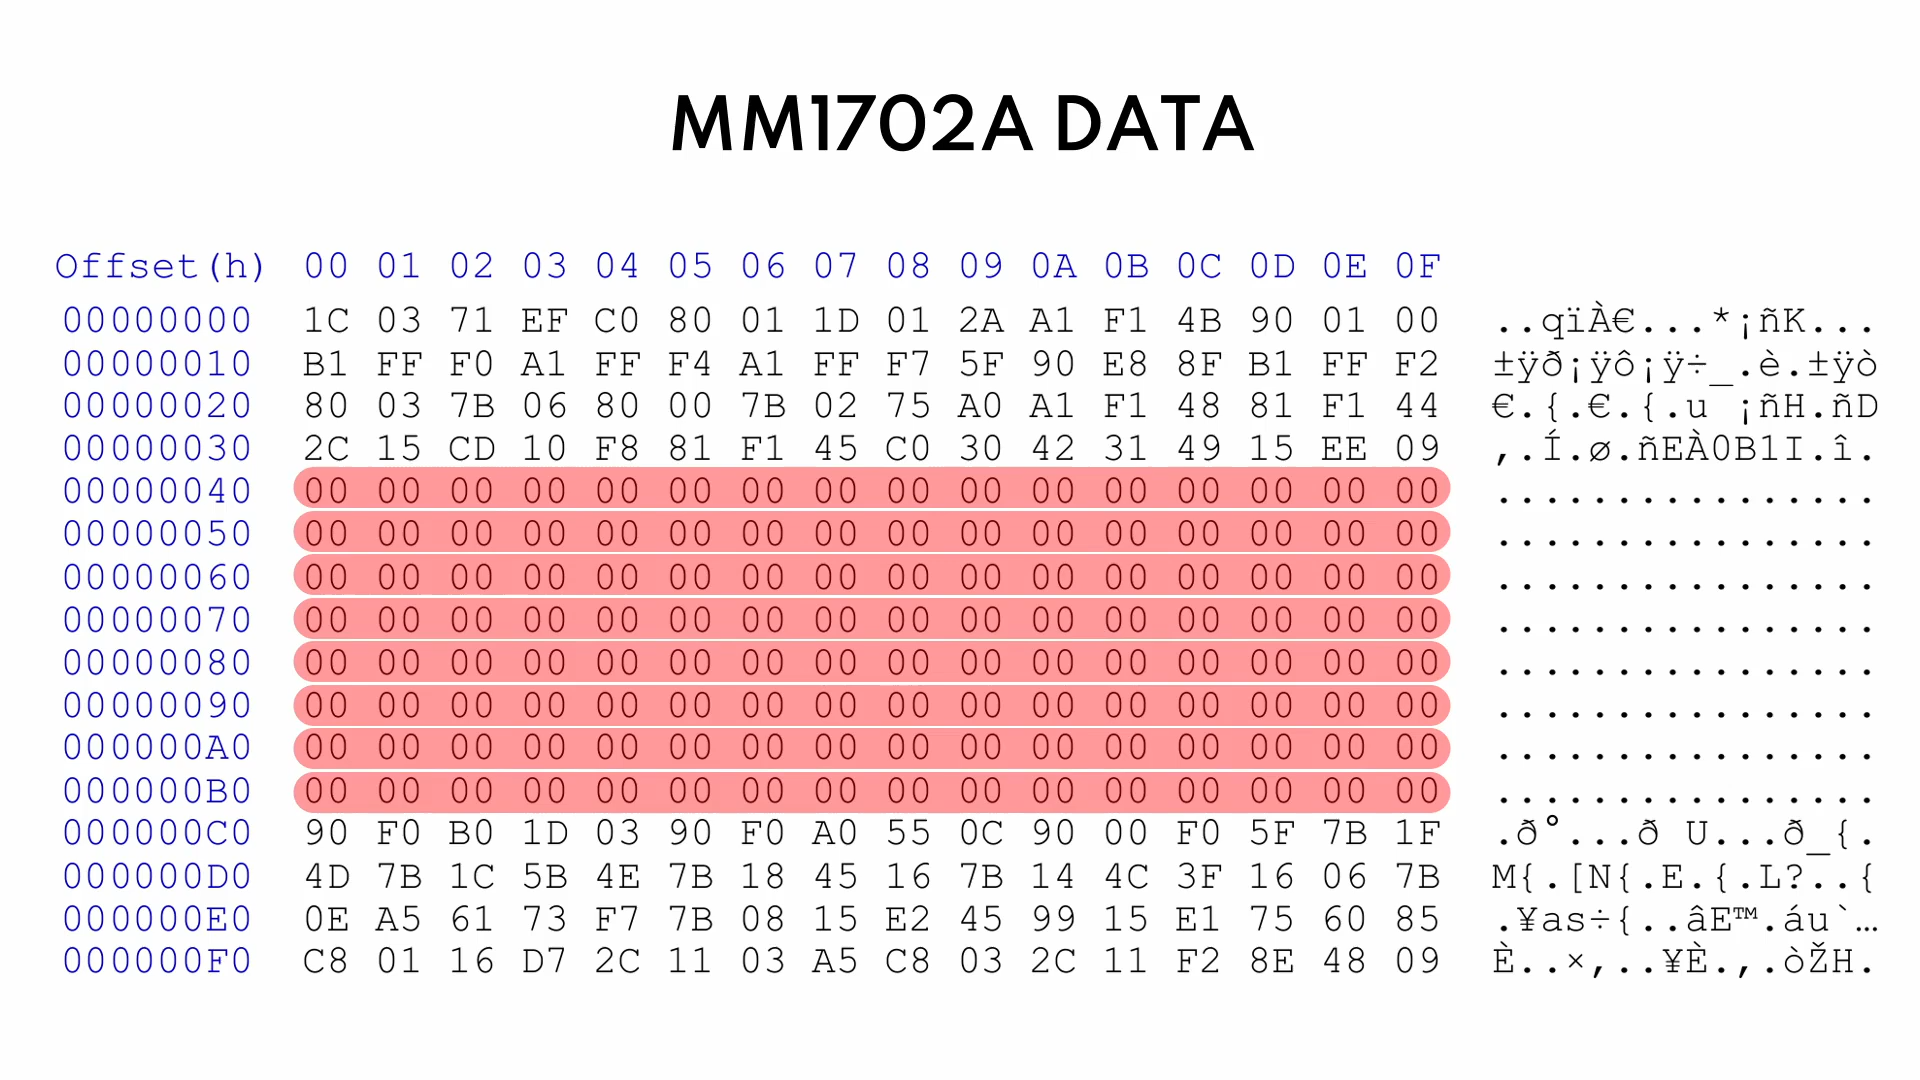 MM1702A DATA
Offset(h) 00 01 02 03 04 05 06 07 08 09 0A 0B 0C 0D 0E 0F
00000000 1C 03 71 EF C0 80 01 1D 01 2A A1 F1 4B 90 01 00 ..qïÀ€...*¡ñK...
00000010 B1 FF F0 A1 FF F4 A1 FF F7 5F 90 E8 8F B1 FF F2 ±ÿð¡ÿô¡ÿ÷_.è.±ÿò
00000020 80 03 7B 06 80 00 7B 02 75 A0 A1 F1 48 81 F1 44 €.{.€.{.u ¡ñH.ñD
00000030 2C 15 CD 10 F8 81 F1 45 C0 30 42 31 49 15 EE 09 ,.Í.ø.ñEÀ0B1I.î.
00000040 00 00 00 00 00 00 00 00 00 00 00 00 00 00 00 00 ................
00000050 00 00 00 00 00 00 00 00 00 00 00 00 00 00 00 00 ................
00000060 00 00 00 00 00 00 00 00 00 00 00 00 00 00 00 00 ................
00000070 00 00 00 00 00 00 00 00 00 00 00 00 00 00 00 00 ................
00000080 00 00 00 00 00 00 00 00 00 00 00 00 00 00 00 00 ................
00000090 00 00 00 00 00 00 00 00 00 00 00 00 00 00 00 00 ................
000000A0 00 00 00 00 00 00 00 00 00 00 00 00 00 00 00 00 ................
000000B0 00 00 00 00 00 00 00 00 00 00 00 00 00 00 00 00 ................
000000C0 90 F0 B0 1D 03 90 F0 A0 55 0C 90 00 F0 5F 7B 1F .ð°...ð U...ð_{.
000000D0 4D 7B 1C 5B 4E 7B 18 45 16 7B 14 4C 3F 16 06 7B M{.[N{.E.{.L?..{
000000E0 0E A5 61 73 F7 7B 08 15 E2 45 99 15 E1 75 60 85 .¥as÷{..âE™.áu`…
000000F0 C8 01 16 D7 2C 11 03 A5 C8 03 2C 11 F2 8E 48 09 È..×,..¥È.,.òŽH.